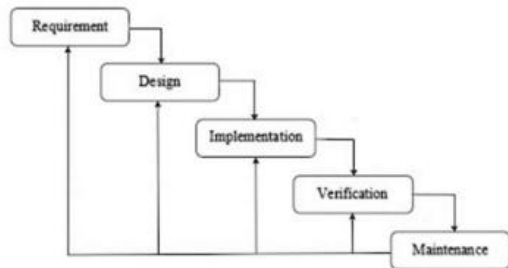 Requirement
Design
Implementation
Verification
Maintenance